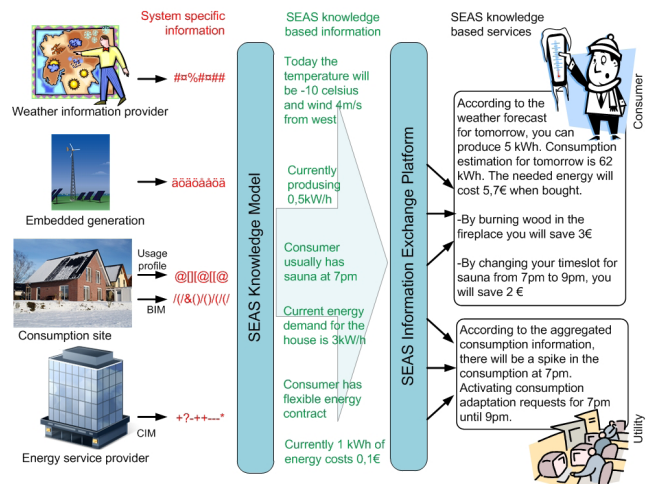 System specific
information
SEAS knowledge
based information
SEAS knowledge
based services
#¤%#¤##
Weather information provider
äöäöåáöä
Embedded generation
Usage
profile
@[][@[[@
BIM
/(/&()/()/(/(/
Consumption site
+?-++---*
CIM
Energy service provider
SEAS Knowledge Model
Today the
temperature will
be -10 celsius
and wind 4m/s
from west
Currently
produsing
0,5kW/h
Consumer
usually has
sauna at 7pm
Current energy
demand for the
house is 3kW/h
Consumer has
flexible energy
contract
Currently 1 kWh of
energy costs 0,1€
SEAS Information Exchange Platform
Consumer
According to the
weather forecast
for tomorrow, you can
produce 5 kWh. Consumption
estimation for tomorrow is 62
kWh. The needed energy will
cost 5,7€ when bought.
-By burning wood in the
fireplace you will save 3€
-By changing your timeslot for
sauna from 7pm to 9pm, you
will save 2 €
According to the aggregated
consumption information,
there will be a spike in the
consumption at 7pm.
Activating consumption
adaptation requests for 7pm
until 9pm.
Utility